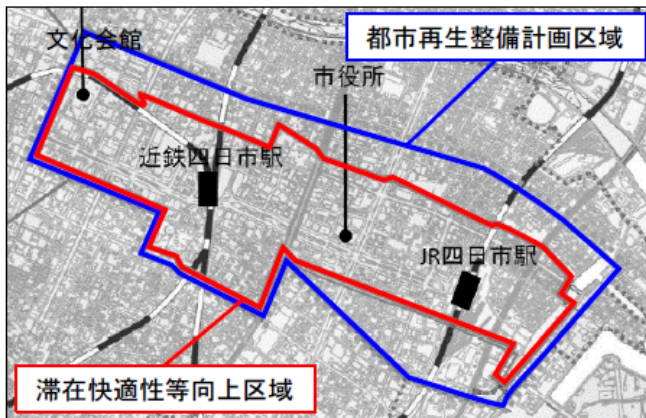 文化会館
都市再生整備計画区域
市役所
近鉄四日市駅
JR四日市駅
滞在快適性等向上区域